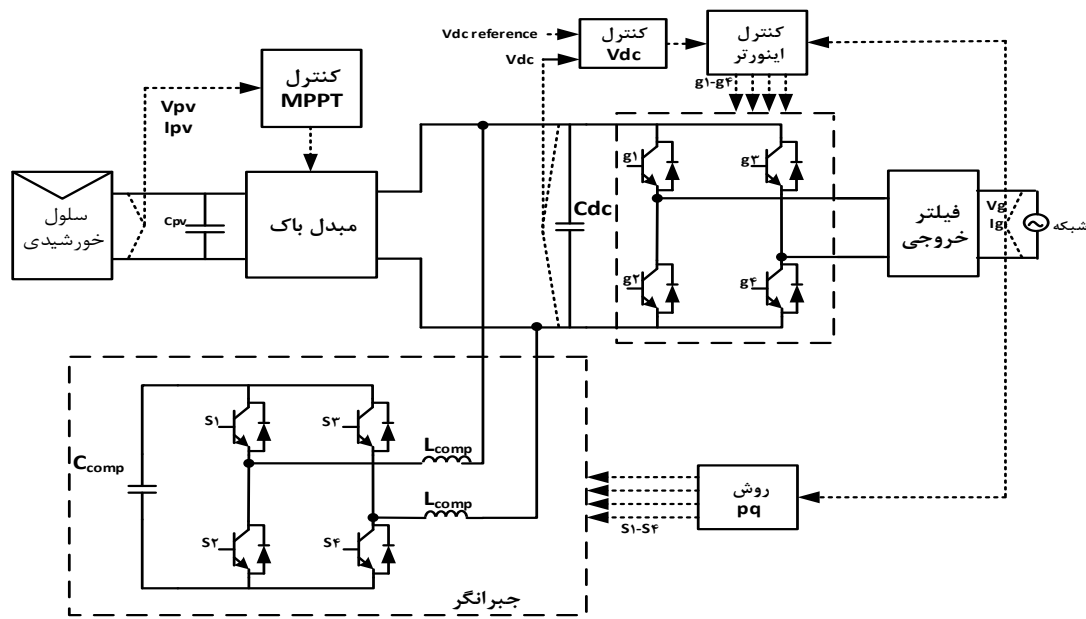 Vdc reference
Vdc
کنترل
Vdc
کنترل
اینورتر
g۱-g۴
کنترل
MPPT
Vpv
Ipv
سلول
خورشیدی
Cpv
مبدل باک
Cdc
g۱
g۳
g۲
g۴
فیلتر
خروجی
Vg
Ig
شبکه
S۱
S۳
S۲
S۴
Ccomp
Lcomp
Lcomp
S۱-S۴
روش
pq
جبرانگر